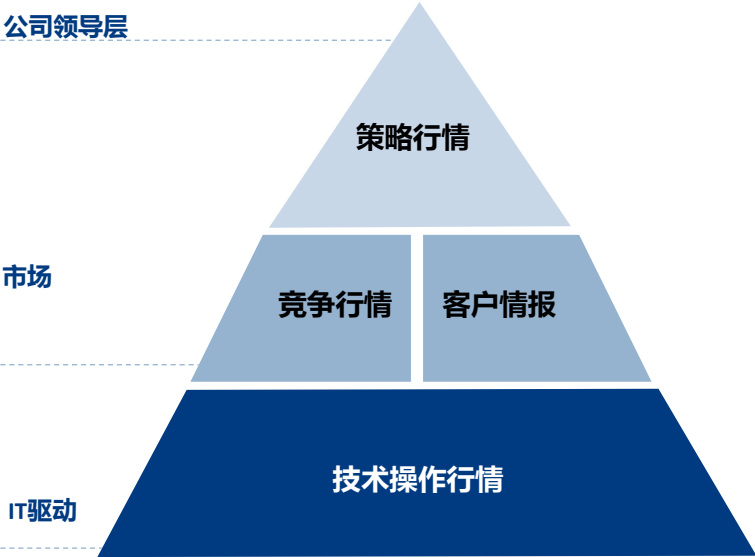 公司领导层
策略行情
市场
竞争行情
客户情报
技术操作行情
IT驱动